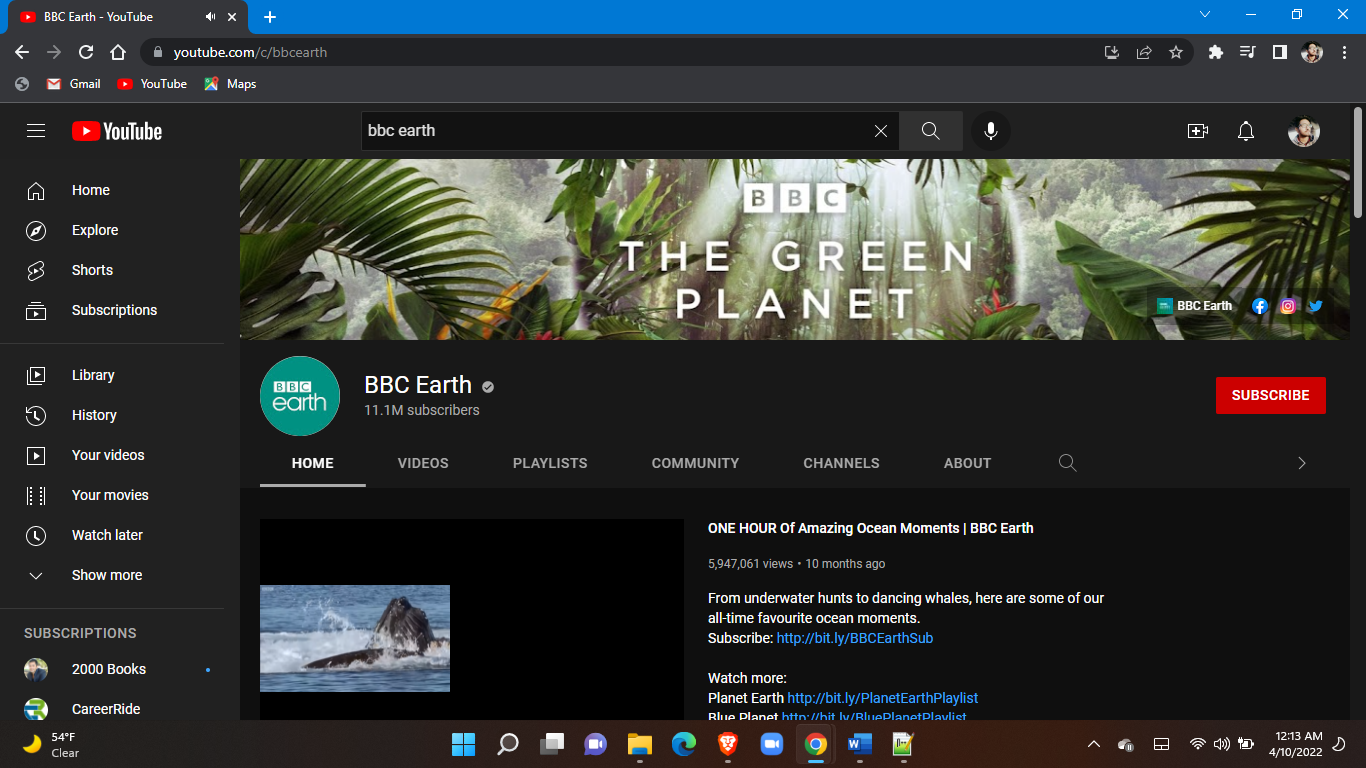 BBC Earth - YouTube
youtube.com/c/bbcearth
Gmail
YouTube
Maps
YouTube
bbc earth
Home
Explore
Shorts
Subscriptions
Library
History
Your videos
Your movies
Watch later
Show more
SUBSCRIPTIONS
2000 Books
CareerRide
BBC
THE GREEN
PLANET
BBC Earth
BBC
earth
BBC Earth
11.1M subscribers
SUBSCRIBE
HOME
VIDEOS
PLAYLISTS
COMMUNITY
CHANNELS
ABOUT
ONE HOUR Of Amazing Ocean Moments | BBC Earth
5,947,061 views • 10 months ago
From underwater hunts to dancing whales, here are some of our
all-time favourite ocean moments.
Subscribe: http://bit.ly/BBCEarthSub
Watch more:
Planet Earth http://bit.ly/PlanetEarthPlaylist
Blue Planet http://bit.ly/BluePlanetPlaylist
54°F
Clear
12:13 AM
4/10/2022